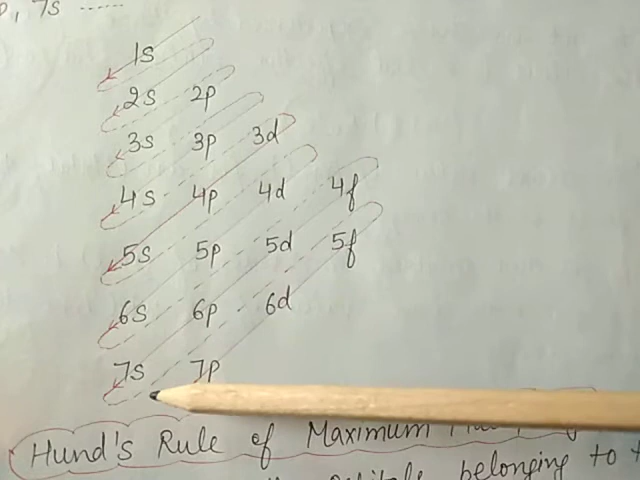 p, 7s ......
1s
2s 2p
3s 3p 3d
4s 4p 4d 4f
5s 5p 5d 5f
6s 6p 6d
7s 7p
Hund's Rule of Maximum
belonging to